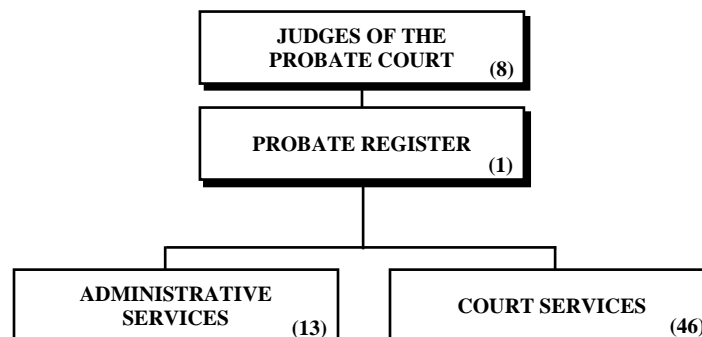 JUDGES OF THE
PROBATE COURT
(8)
PROBATE REGISTER
(1)
ADMINISTRATIVE
SERVICES
(13)
COURT SERVICES
(46)